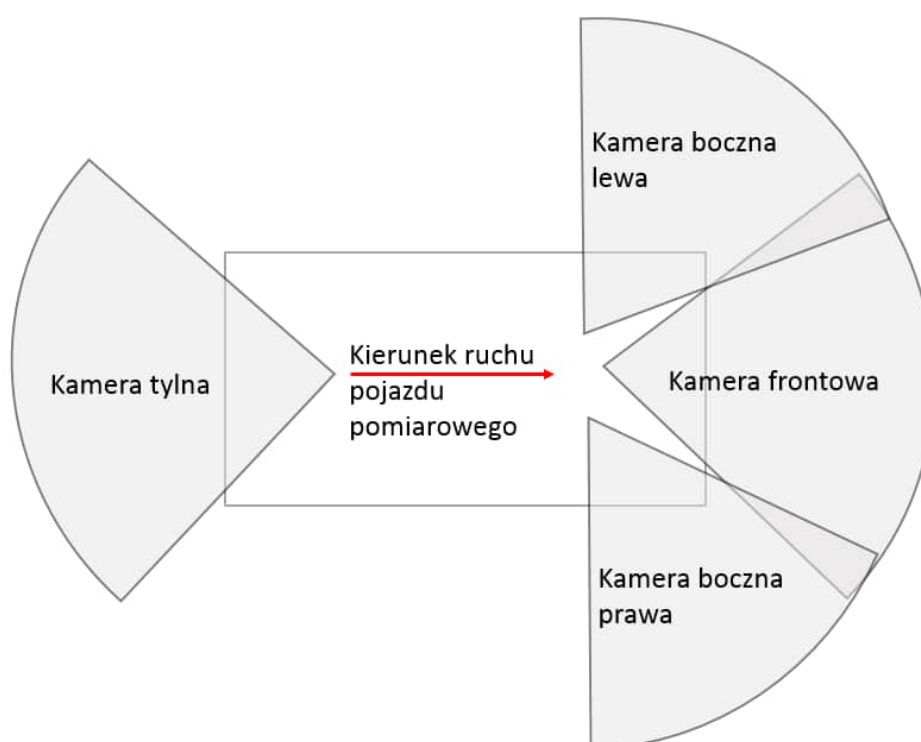 Kamera boczna
lewa
Kierunek ruchu
pojazdu
pomiarowego
Kamera tylna
Kamera frontowa
Kamera boczna
prawa